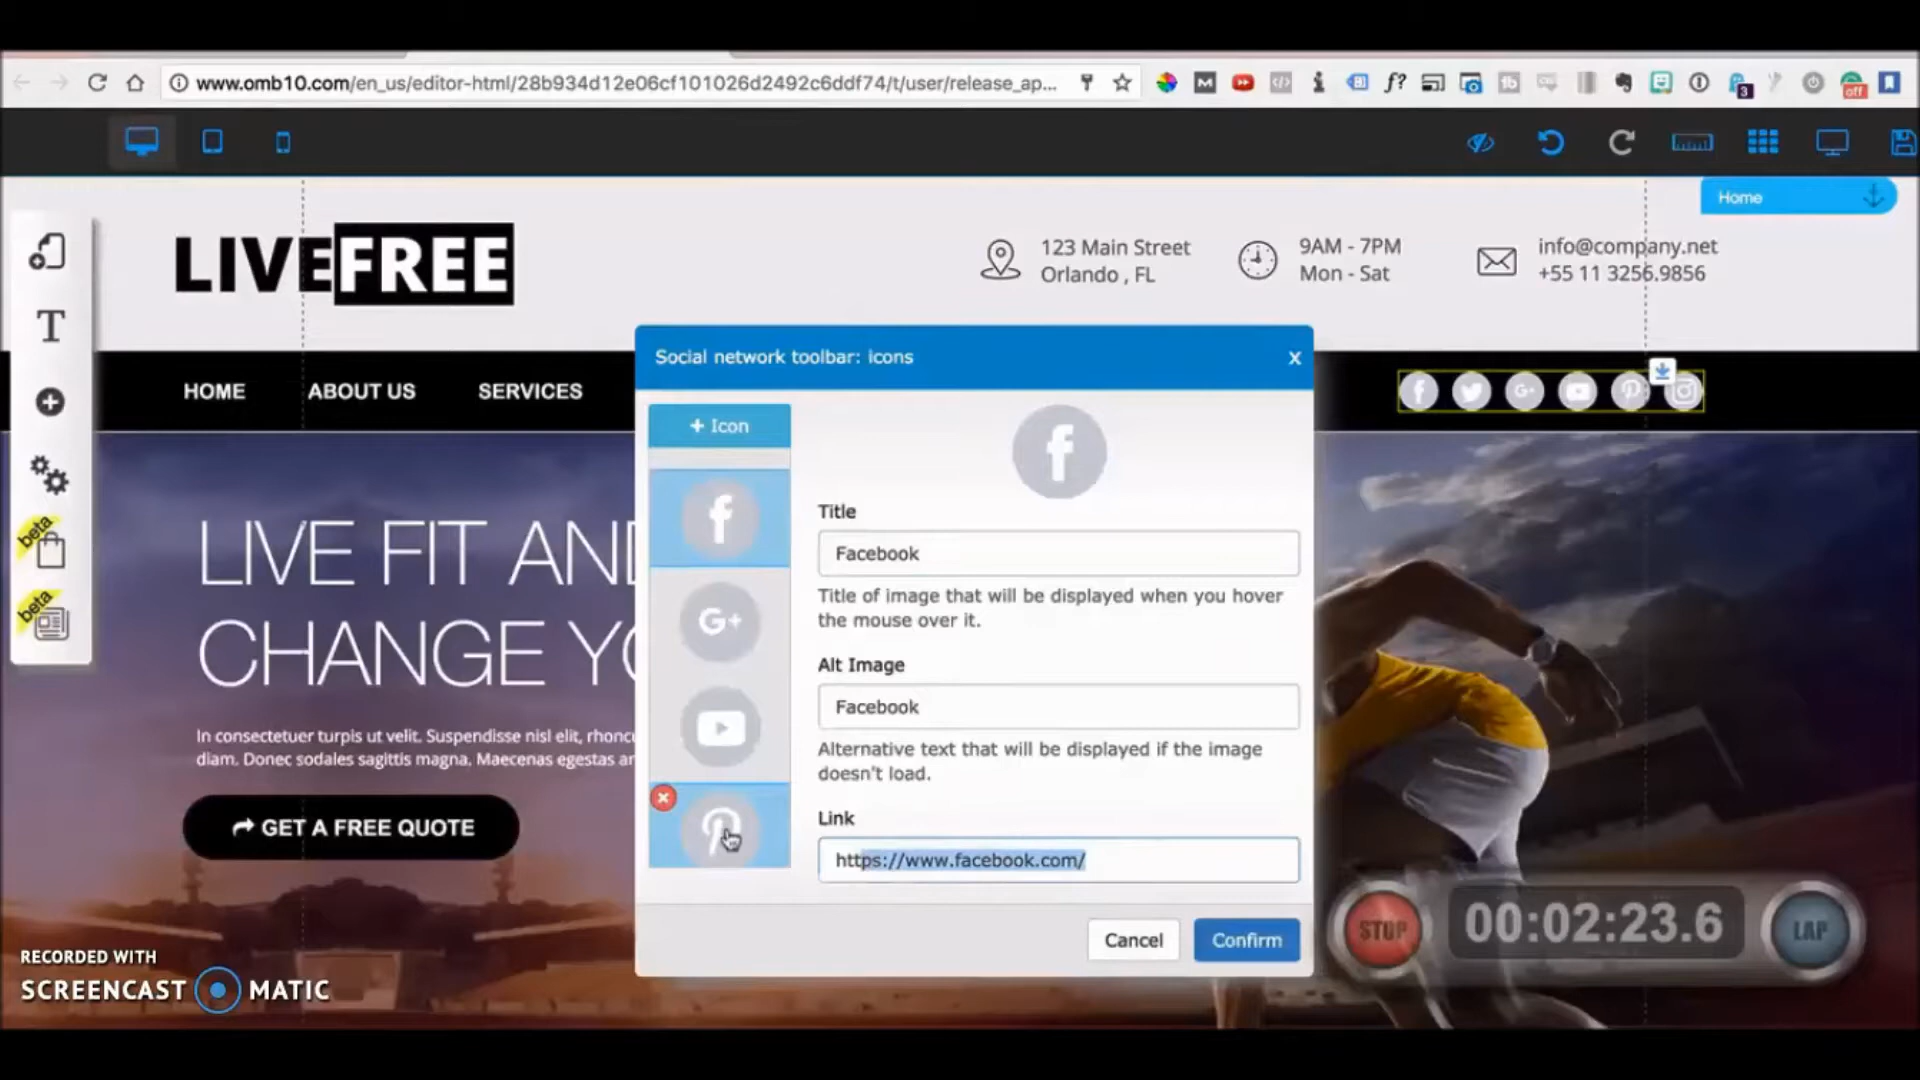 www.omb10.com/en_us/editor-html/28b934d12e06cf101026d2492c6ddf74/t/user/release_ap...
f?
3
off
Home
LIVEFREE
123 Main Street
Orlando , FL
9AM - 7PM
Mon - Sat
info@company.net
+55 11 3256.9856
HOME
ABOUT US
SERVICES
Social network toolbar: icons
x
+ Icon
Title
Facebook
Title of image that will be displayed when you hover
the mouse over it.
Alt Image
Facebook
Alternative text that will be displayed if the image
doesn't load.
Link
https://www.facebook.com/
Cancel
Confirm
T
beta
beta
LIVE FIT AND
CHANGE YO
In consectetuer turpis ut velit. Suspendisse nisl elit, rhonc
diam. Donec sodales sagittis magna. Maecenas egestas ar
GET A FREE QUOTE
RECORDED WITH
SCREENCAST MATIC
STOP
00:02:23.6
LAP